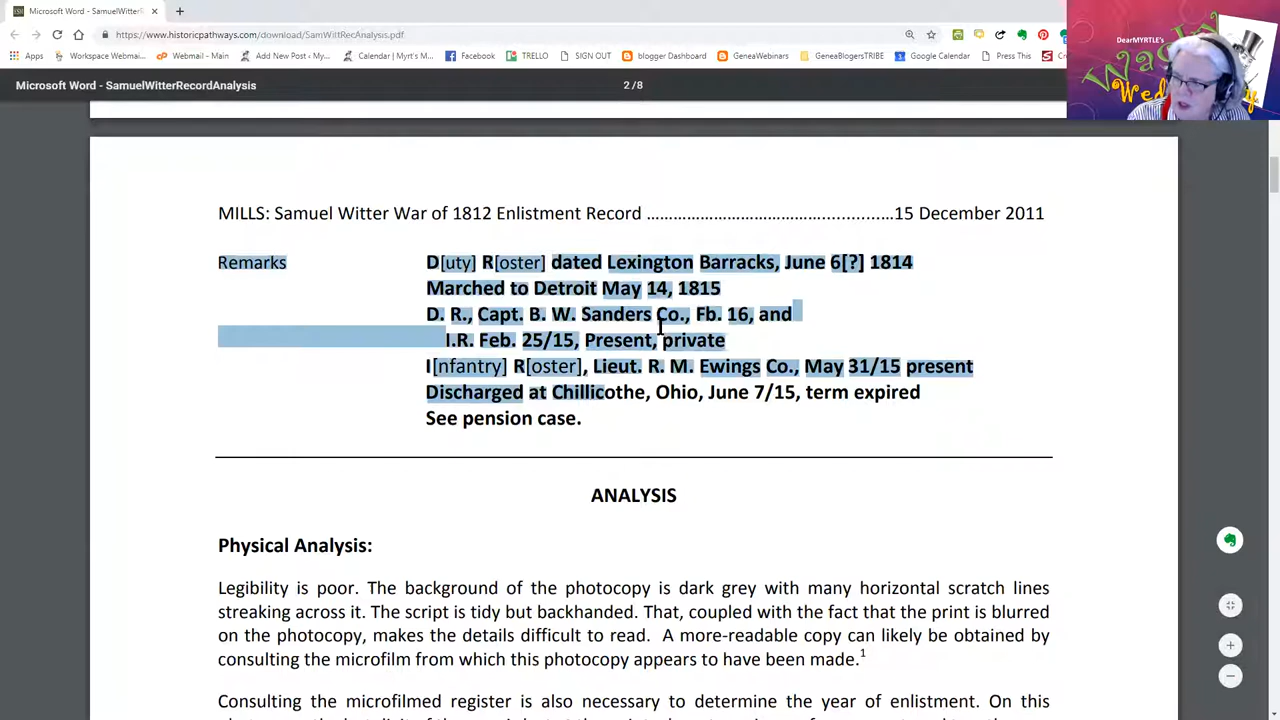 Microsoft Word - SamuelWitterRec
https://www.historicpathways.com/download/SamWittRecAnalysis.pdf
Apps Workspace Webmai... Webmail - Main Add New Post - Myr... Calendar | Myrt's M... Facebook TRELLO SIGN OUT blogger Dashboard GeneaWebinars GeneaBlogersTRIBE Google Calendar Press This
DearMYRTLE'S
Wacky
Wednesday
Microsoft Word - SamuelWitterRecordAnalysis 2/8
MILLS: Samuel Witter War of 1812 Enlistment Record ……………………………………...............…15 December 2011
Remarks D[uty] R[oster] dated Lexington Barracks, June 6[?] 1814
Marched to Detroit May 14, 1815
D. R., Capt. B. W. Sanders Co., Fb. 16, and
I.R. Feb. 25/15, Present, private
I[nfantry] R[oster], Lieut. R. M. Ewings Co., May 31/15 present
Discharged at Chillicothe, Ohio, June 7/15, term expired
See pension case.
ANALYSIS
Physical Analysis:
Legibility is poor. The background of the photocopy is dark grey with many horizontal scratch lines
streaking across it. The script is tidy but backhanded. That, coupled with the fact that the print is blurred
on the photocopy, makes the details difficult to read. A more-readable copy can likely be obtained by
consulting the microfilm from which this photocopy appears to have been made.1
Consulting the microfilmed register is also necessary to determine the year of enlistment. On this